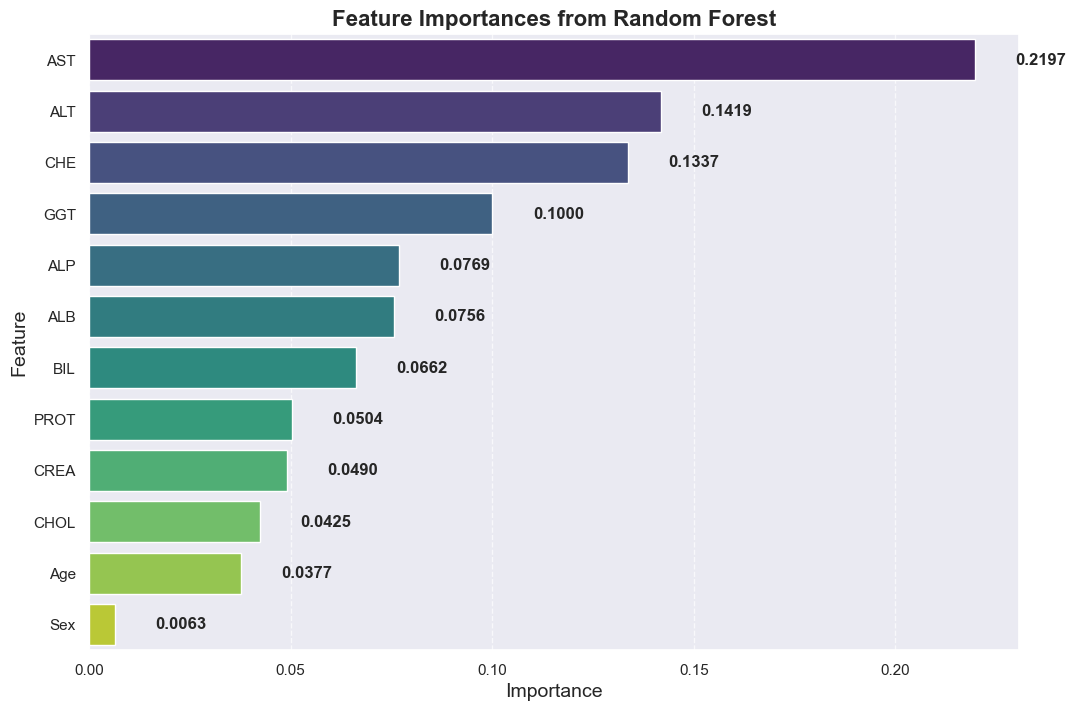 Feature Importances from Random Forest
Feature
AST 0.2197
ALT 0.1419
CHE 0.1337
GGT 0.1000
ALP 0.0769
ALB 0.0756
BIL 0.0662
PROT 0.0504
CREA 0.0490
CHOL 0.0425
Age 0.0377
Sex 0.0063
0.00 0.05 0.10 0.15 0.20
Importance